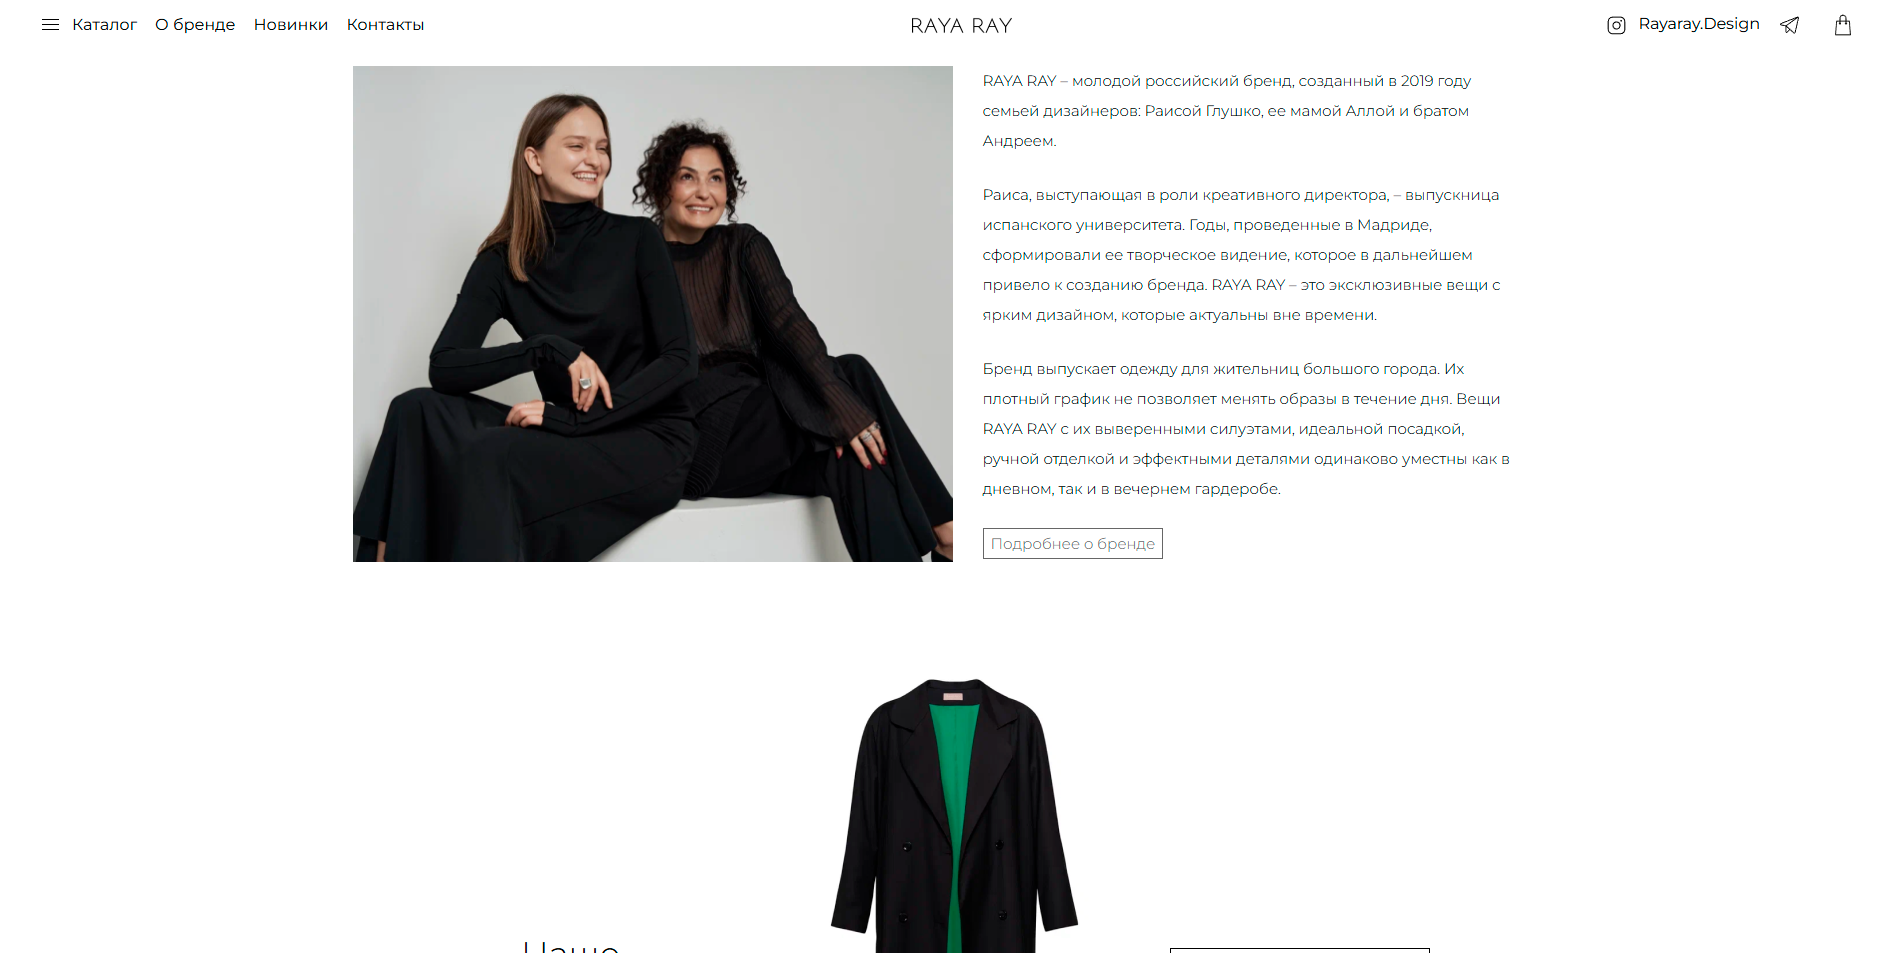 Каталог О бренде Новинки Контакты
RAYA RAY
Rayaray.Design
RAYA RAY – молодой российский бренд, созданный в 2019 году
семьей дизайнеров: Раисой Глушко, ее мамой Аллой и братом
Андреем.
Раиса, выступающая в роли креативного директора, – выпускница
испанского университета. Годы, проведенные в Мадриде,
сформировали ее творческое видение, которое в дальнейшем
привело к созданию бренда. RAYA RAY – это эксклюзивные вещи с
ярким дизайном, которые актуальны вне времени.
Бренд выпускает одежду для жительниц большого города. Их
плотный график не позволяет менять образы в течение дня. Вещи
RAYA RAY с их выверенными силуэтами, идеальной посадкой,
ручной отделкой и эффектными деталями одинаково уместны как в
дневном, так и в вечернем гардеробе.
Подробнее о бренде